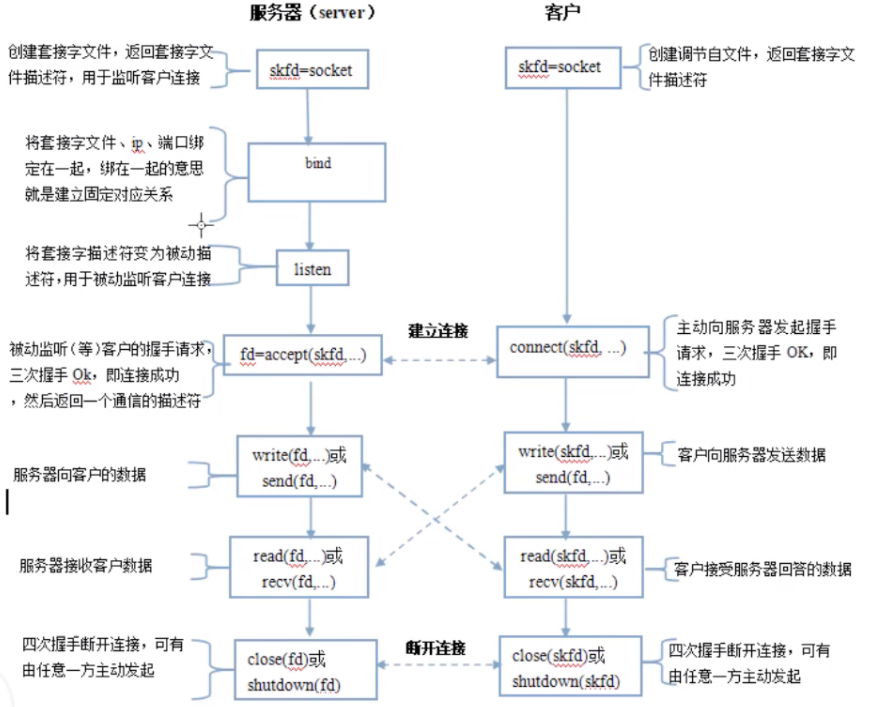 服务器（server）
客户
创建套接字文件，返回套接字文
件描述符，用于监听客户连接
skfd=socket
skfd=socket
创建调节自文件，返回套接字文
件描述符
将套接字文件、ip、端口绑
定在一起，绑在一起的意思
就是建立固定对应关系
bind
将套接字描述符变为被动描
述符，用于被动监听客户连接
listen
建立连接
被动监听（等）客户的握手请求，
三次握手 Ok，即连接成功
，然后返回一个通信的描述符
fd=accept(skfd,...)
connect(skfd, ...)
主动向服务器发起握手
请求，三次握手 OK，即
连接成功
服务器向客户的数据
write(fd,...)或
send(fd,...)
write(skfd,...)或
send(fd,...)
客户向服务器发送数据
服务器接收客户数据
read(fd,...)或
recv(fd,...)
read(skfd,...)或
recv(skfd,...)
客户接受服务器回答的数据
四次握手断开连接，可有
由任意一方主动发起
close(fd)或
shutdown(fd)
断开连接
close(skfd)或
shutdown(skfd)
四次握手断开连接，可有
由任意一方主动发起